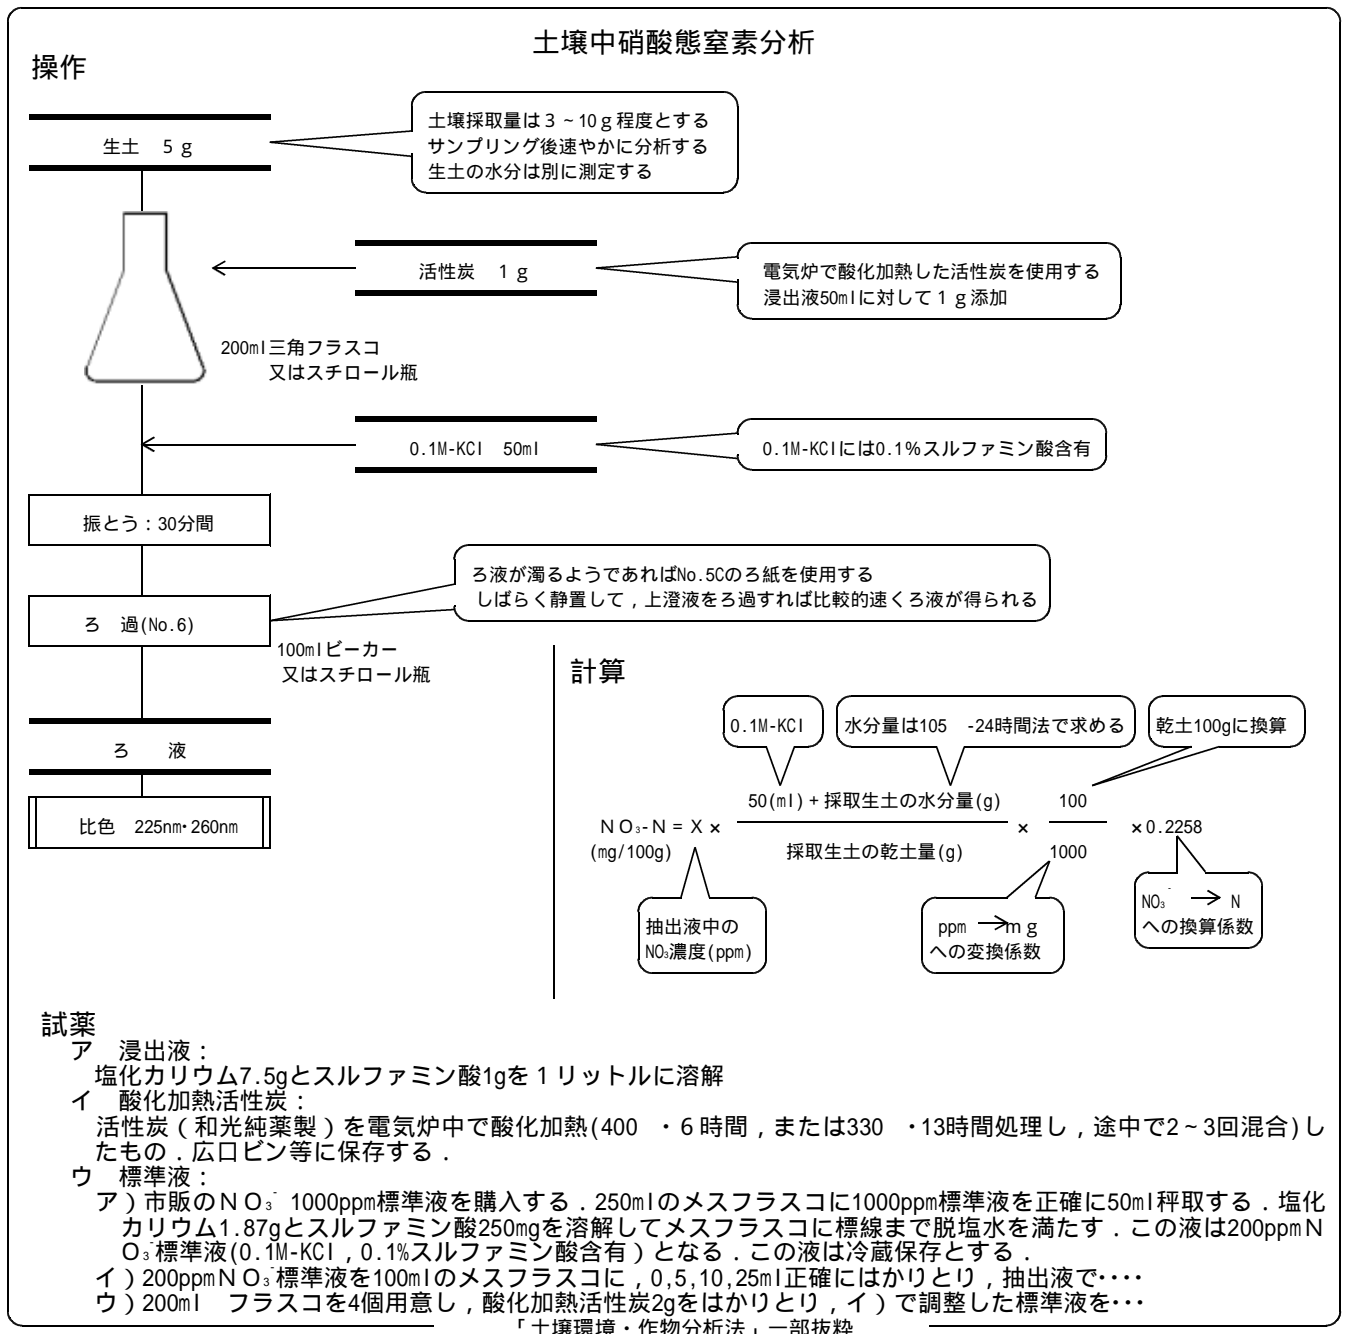 土壌中硝酸態窒素分析
操作
土壌採取量は３～10ｇ程度とする
サンプリング後速やかに分析する
生土の水分は別に測定する
生土　５ｇ
活性炭　１ｇ
電気炉で酸化加熱した活性炭を使用する
浸出液50mlに対して１ｇ添加
200ml三角フラスコ
又はスチロール瓶
0.1M-KCl　50ml
0.1M-KClには0.1%スルファミン酸含有
振とう：30分間
ろ液が濁るようであればNo.5Cのろ紙を使用する
しばらく静置して，上澄液をろ過すれば比較的速くろ液が得られる
ろ　過(No.6)
100mlビーカー
又はスチロール瓶
ろ　　液
比色　225nm・260nm
計算
0.1M-KCl
水分量は105　-24時間法で求める
乾土100gに換算
50(ml)＋採取生土の水分量(g)
100
ＮＯ₃-Ｎ＝Ｘ×
×
×0.2258
(mg/100g)
採取生土の乾土量(g)
1000
抽出液中の
NO₃濃度(ppm)
ppm →ｍｇ
への変換係数
NO₃⁻ → N
への換算係数
試薬
ア　浸出液：
塩化カリウム7.5gとスルファミン酸1gを１リットルに溶解
イ　酸化加熱活性炭：
活性炭（和光純薬製）を電気炉中で酸化加熱(400　・６時間，または330　・13時間処理し，途中で2～3回混合)し
たもの．広口ビン等に保存する．
ウ　標準液：
ア）市販のＮＯ₃⁻ 1000ppm標準液を購入する．250mlのメスフラスコに1000ppm標準液を正確に50ml秤取する．塩化
カリウム1.87gとスルファミン酸250mgを溶解してメスフラスコに標線まで脱塩水を満たす．この液は200ppmＮ
Ｏ₃⁻標準液(0.1M-KCl，0.1%スルファミン酸含有）となる．この液は冷蔵保存とする．
イ）200ppmＮＯ₃⁻標準液を100mlのメスフラスコに，0,5,10,25ml正確にはかりとり，抽出液で････
ウ）200ml　フラスコを4個用意し，酸化加熱活性炭2gをはかりとり，イ）で調整した標準液を･･･
「土壌環境・作物分析法」一部抜粋